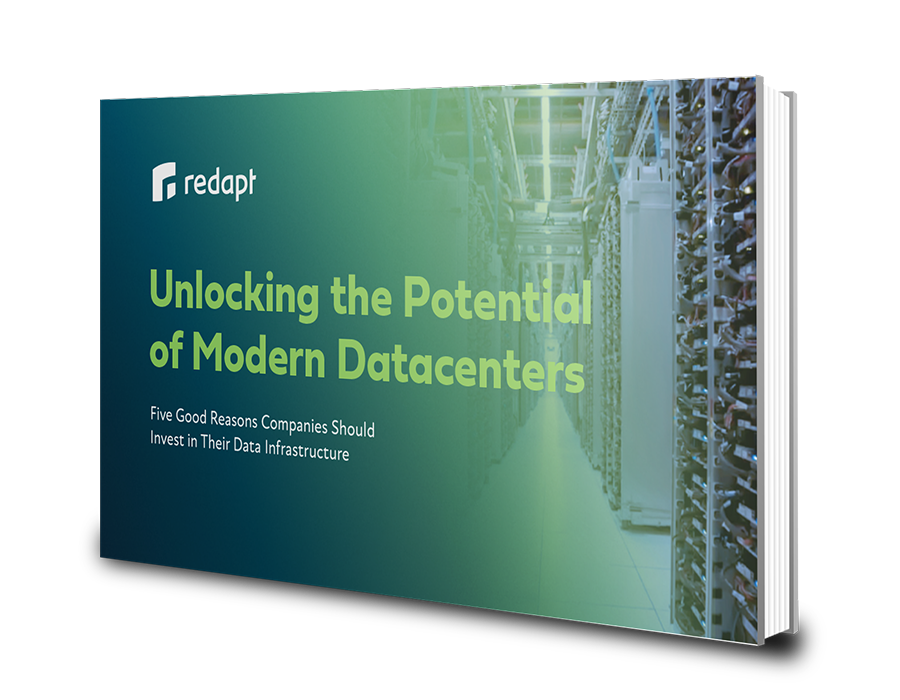 redapt
Unlocking the Potential
of Modern Datacenters
Five Good Reasons Companies Should
Invest in Their Data Infrastructure